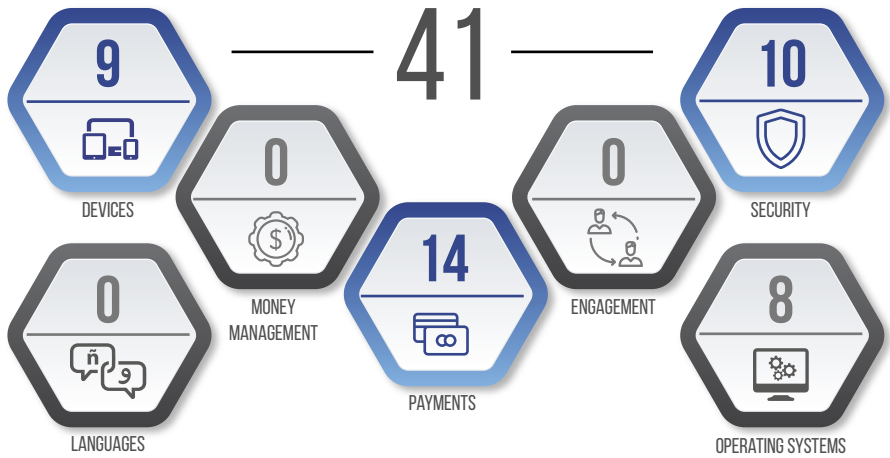 41
9
DEVICES
0
MONEY
MANAGEMENT
14
PAYMENTS
0
ENGAGEMENT
10
SECURITY
0
ñ
و
LANGUAGES
$
8
OPERATING SYSTEMS